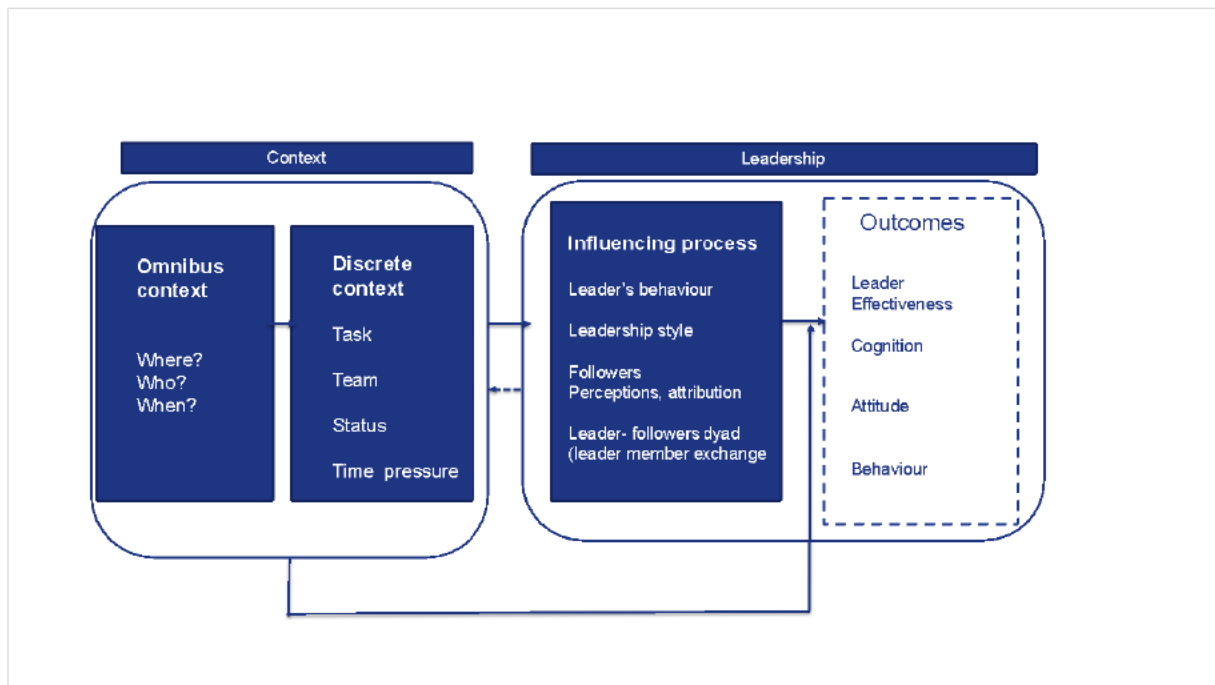 Context
Omnibus
context
Where?
Who?
When?
Discrete
context
Task
Team
Status
Time pressure
Leadership
Influencing process
Leader's behaviour
Leadership style
Followers
Perceptions, attribution
Leader- followers dyad
(leader member exchange
Outcomes
Leader
Effectiveness
Cognition
Attitude
Behaviour